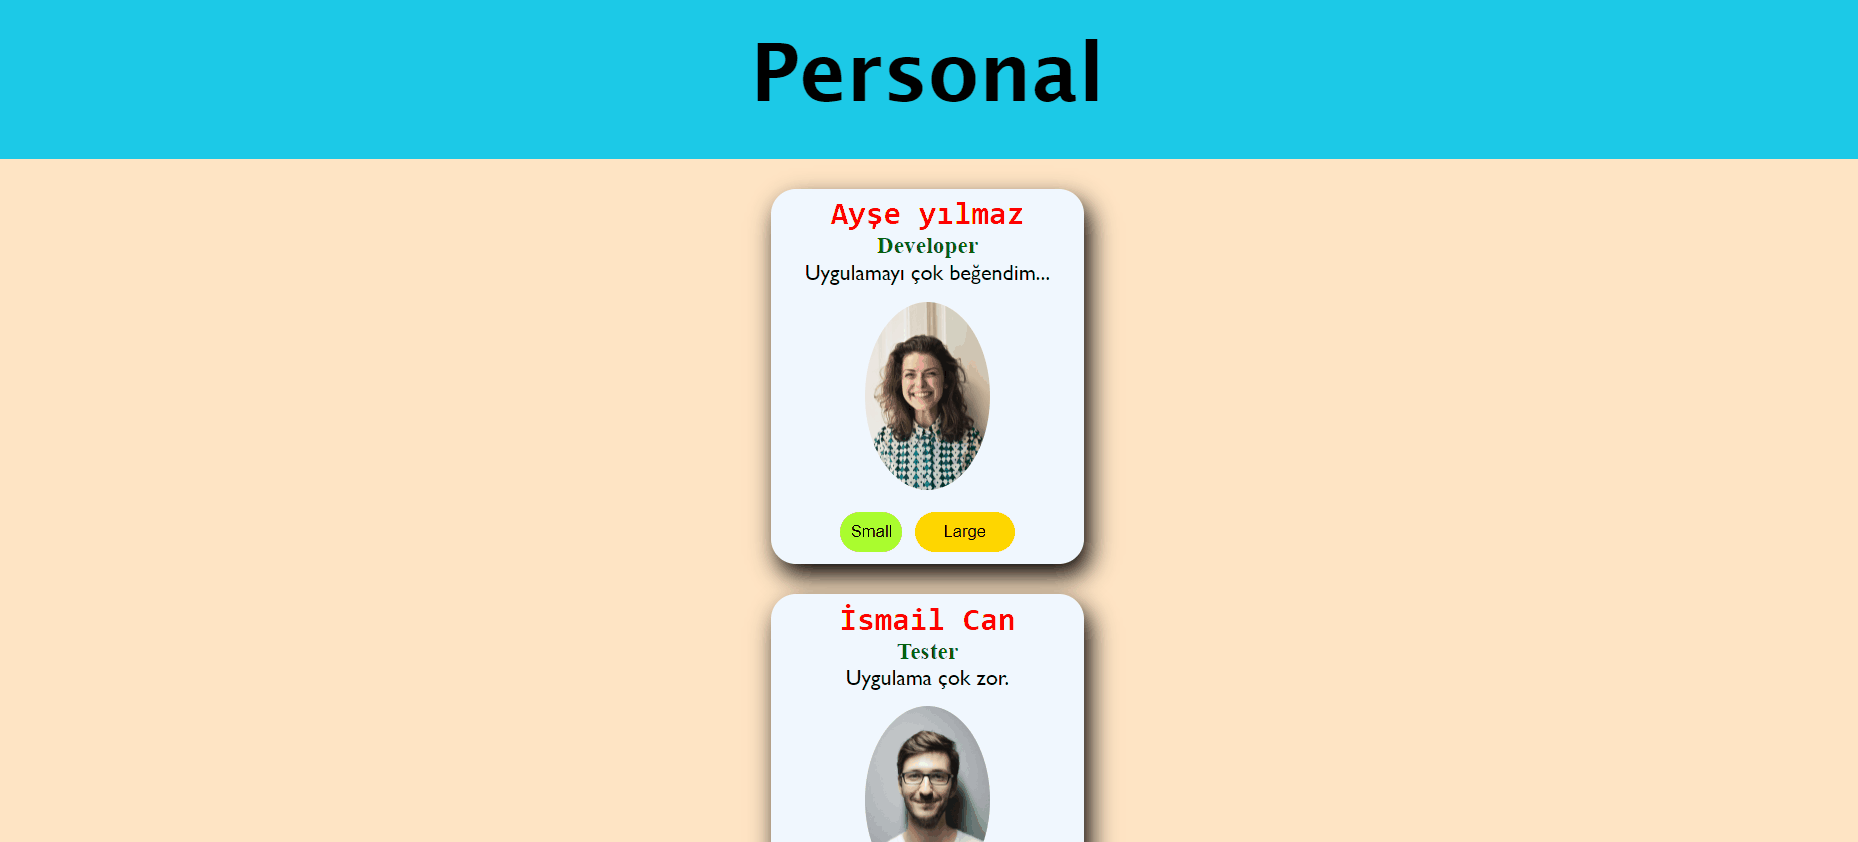 Personal
Ayşe yılmaz
Developer
Uygulamayı çok beğendim...
Small Large
İsmail Can
Tester
Uygulama çok zor.